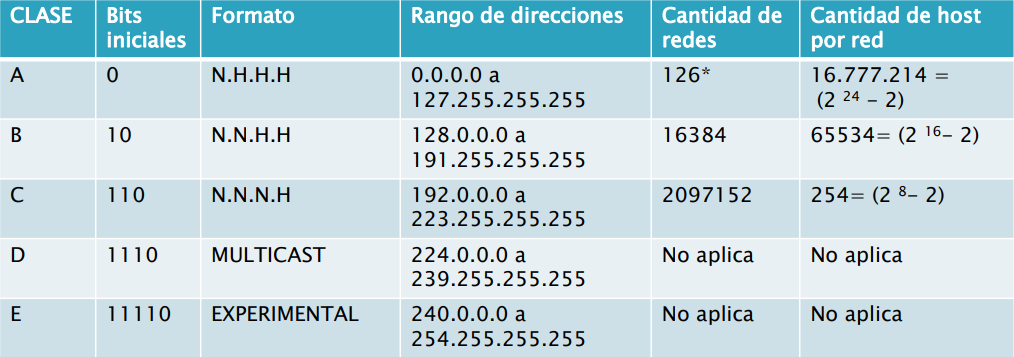 CLASE Bits iniciales Formato Rango de direcciones Cantidad de redes Cantidad de host por red
A 0 N.H.H.H 0.0.0.0 a 127.255.255.255 126* 16.777.214 = (2 24 – 2)
B 10 N.N.H.H 128.0.0.0 a 191.255.255.255 16384 65534= (2 16– 2)
C 110 N.N.N.H 192.0.0.0 a 223.255.255.255 2097152 254= (2 8– 2)
D 1110 MULTICAST 224.0.0.0 a 239.255.255.255 No aplica No aplica
E 11110 EXPERIMENTAL 240.0.0.0 a 254.255.255.255 No aplica No aplica